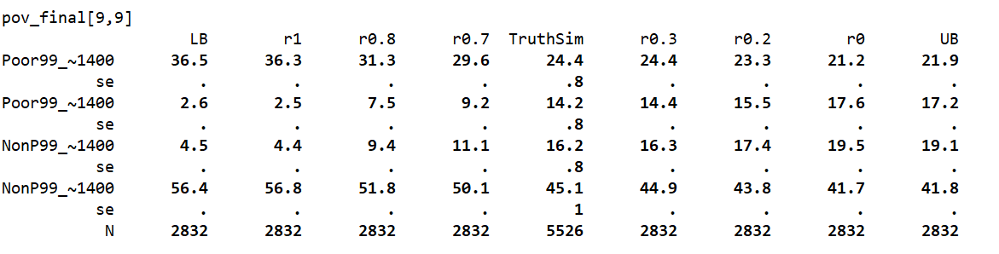 pov_final[9,9]
LB r1 r0.8 r0.7 TruthSim r0.3 r0.2 r0 UB
Poor99_~1400 36.5 36.3 31.3 29.6 24.4 24.4 23.3 21.2 21.9
se . . . . .8 . . . .
Poor99_~1400 2.6 2.5 7.5 9.2 14.2 14.4 15.5 17.6 17.2
se . . . . .8 . . . .
NonP99_~1400 4.5 4.4 9.4 11.1 16.2 16.3 17.4 19.5 19.1
se . . . . .8 . . . .
NonP99_~1400 56.4 56.8 51.8 50.1 45.1 44.9 43.8 41.7 41.8
se . . . . 1 . . . .
N 2832 2832 2832 2832 5526 2832 2832 2832 2832